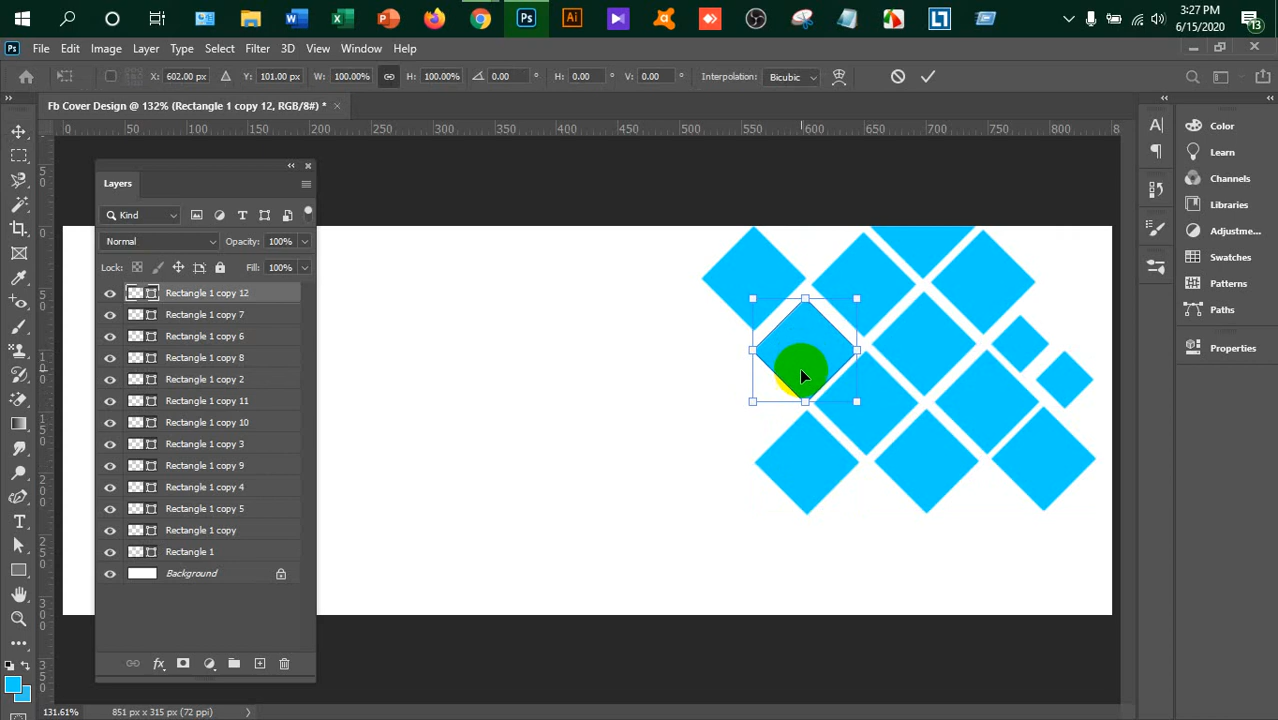 3:27 PM
6/15/2020
13
Ps
File Edit Image Layer Type Select Filter 3D View Window Help
X: 602.00 px Y: 101.00 px W: 100.00% H: 100.00% 0.00 ° H: 0.00 ° V: 0.00 ° Interpolation: Bicubic
Fb Cover Design @ 132% (Rectangle 1 copy 12, RGB/8#) *
0 50 100 150 200 250 300 350 400 450 500 550 600 650 700 750 800 8
Layers
Kind
Normal Opacity: 100%
Lock: Fill: 100%
Rectangle 1 copy 12
Rectangle 1 copy 7
Rectangle 1 copy 6
Rectangle 1 copy 8
Rectangle 1 copy 2
Rectangle 1 copy 11
Rectangle 1 copy 10
Rectangle 1 copy 3
Rectangle 1 copy 9
Rectangle 1 copy 4
Rectangle 1 copy 5
Rectangle 1 copy
Rectangle 1
Background
fx
Color
Learn
Channels
Libraries
Adjustme...
Swatches
Gradients
Patterns
Paths
Properties
131.61% 851 px x 315 px (72 ppi)